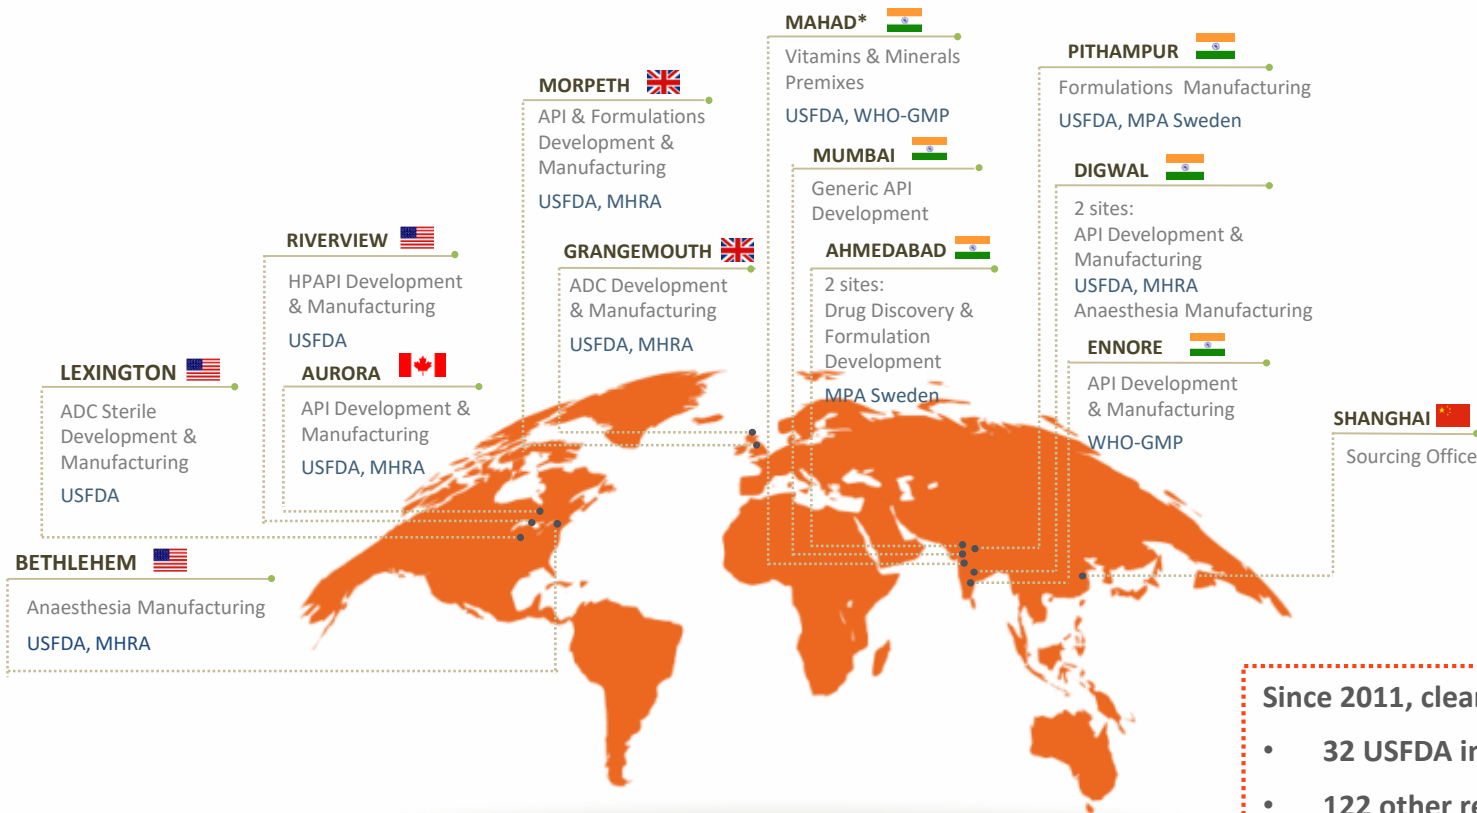 MAHAD*
Vitamins & Minerals
Premixes
USFDA, WHO-GMP
PITHAMPUR
Formulations Manufacturing
USFDA, MPA Sweden
MORPETH
API & Formulations
Development &
Manufacturing
USFDA, MHRA
MUMBAI
Generic API
Development
DIGWAL
2 sites:
API Development &
Manufacturing
USFDA, MHRA
Anaesthesia Manufacturing
RIVERVIEW
HPAPI Development
& Manufacturing
USFDA
GRANGEMOUTH
ADC Development
& Manufacturing
USFDA, MHRA
AHMEDABAD
2 sites:
Drug Discovery &
Formulation
Development
MPA Sweden
ENNORE
API Development
& Manufacturing
WHO-GMP
LEXINGTON
ADC Sterile
Development &
Manufacturing
USFDA
AURORA
API Development &
Manufacturing
USFDA, MHRA
SHANGHAI
Sourcing Office
BETHLEHEM
Anaesthesia Manufacturing
USFDA, MHRA
Since 2011,
• 32 USFDA
• 122 other